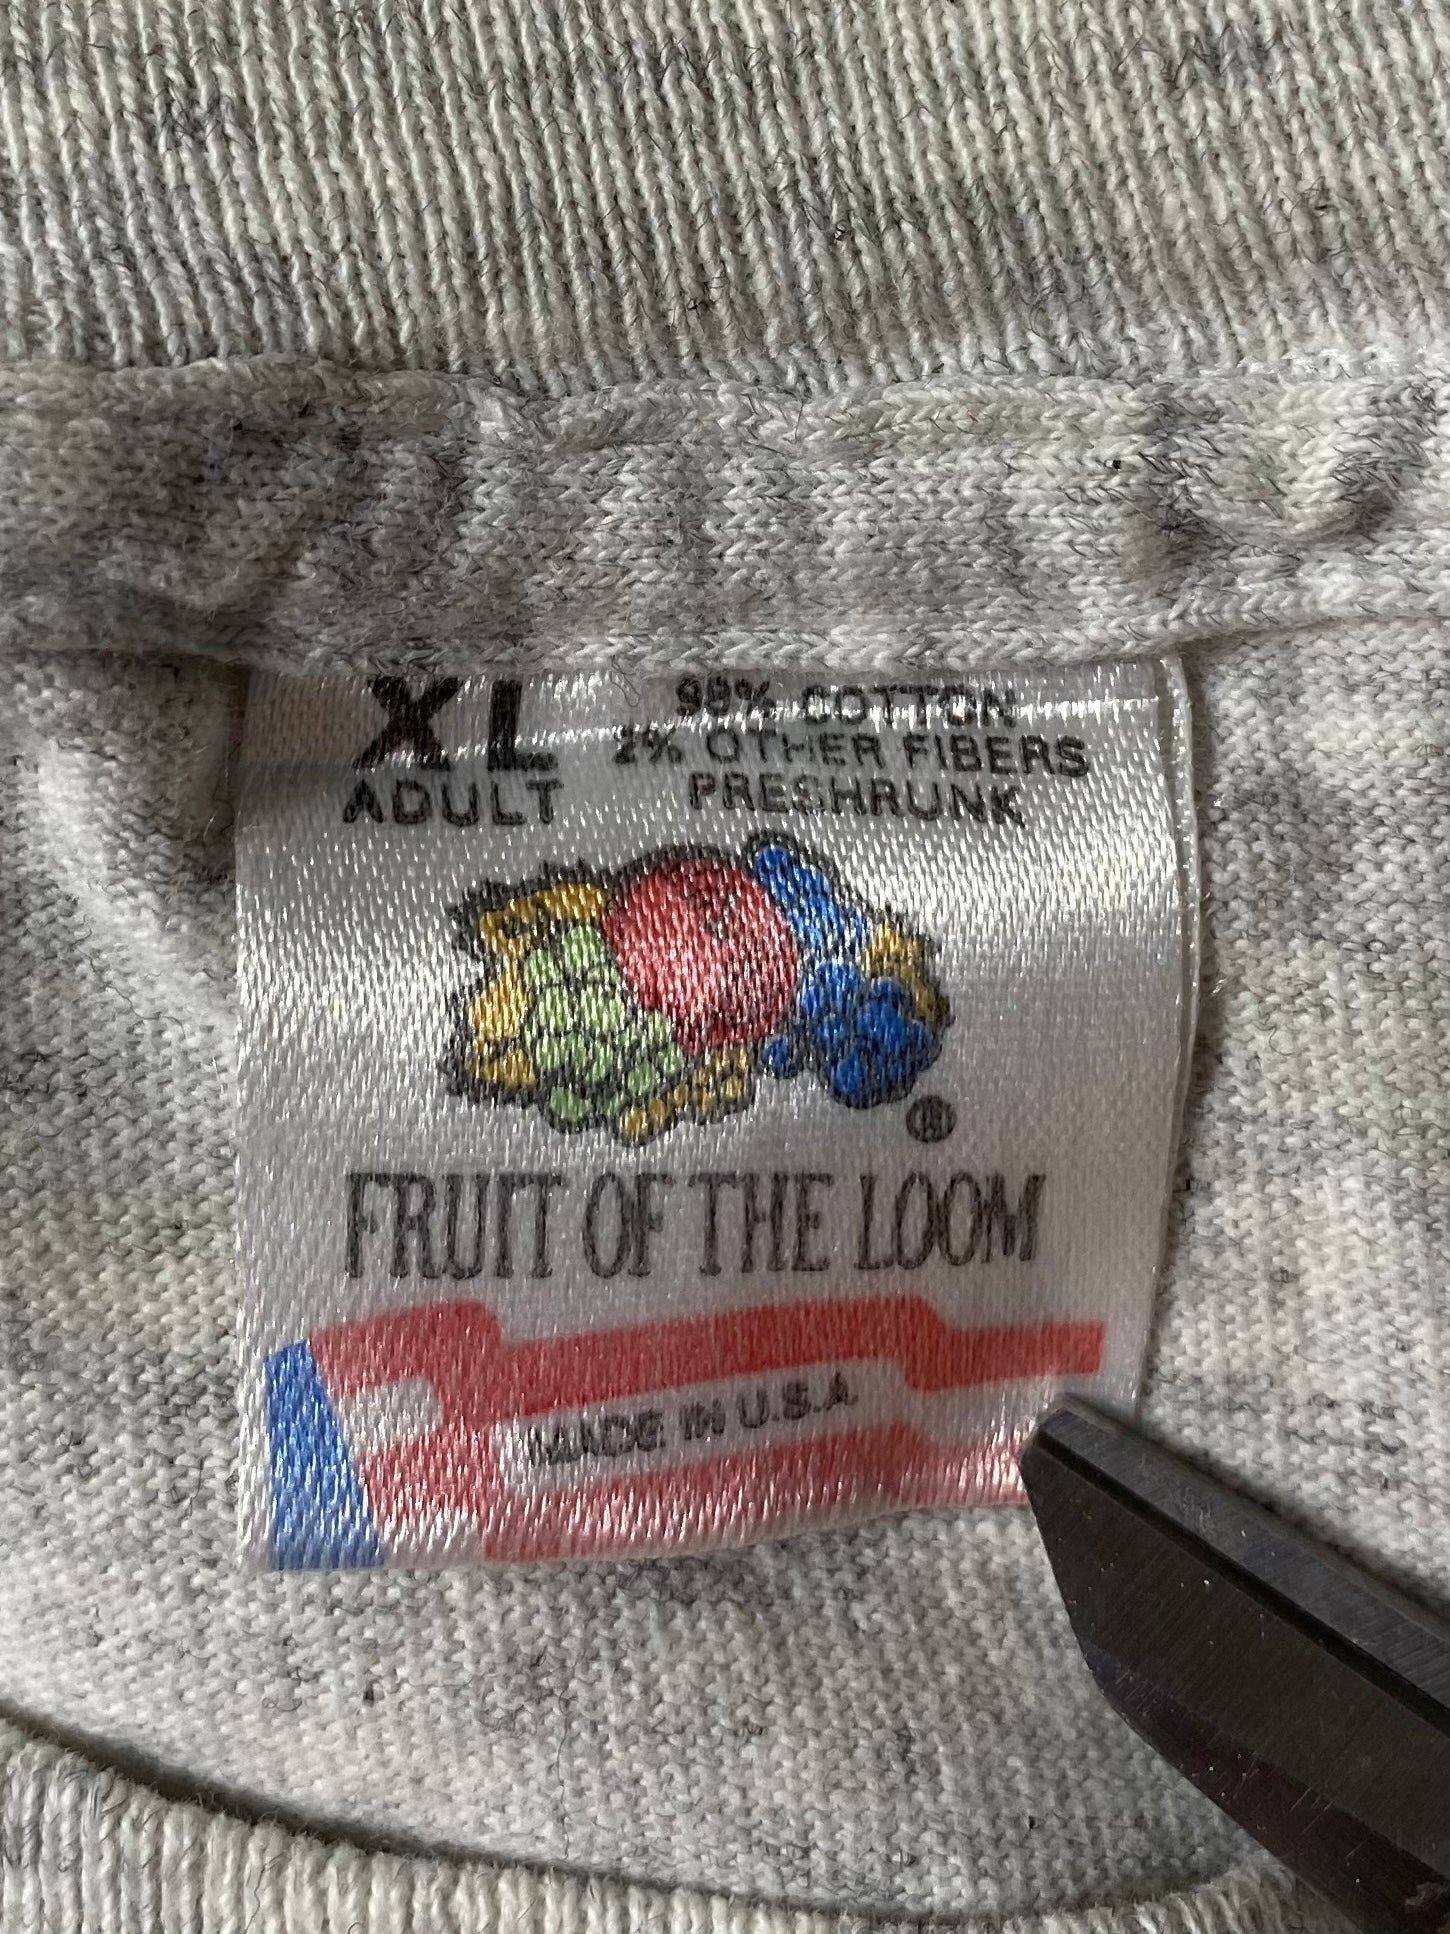 XL
ADULT
98% COTTON
2% OTHER FIBERS
PRESHRUNK
®
FRUIT OF THE LOOM
MADE IN U.S.A.